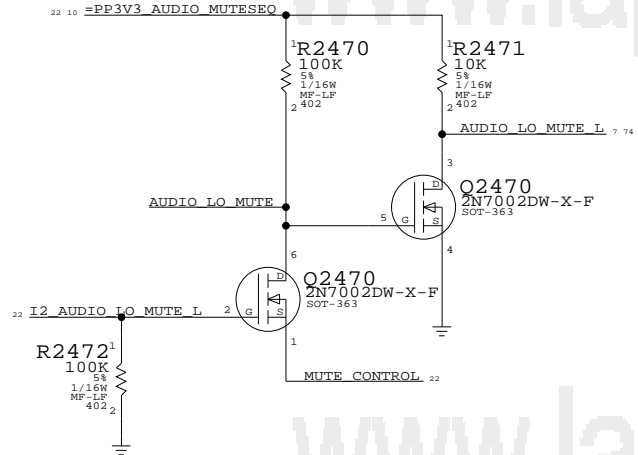 22 10 =PP3V3_AUDIO_MUTESEQ
1
R2470
100K
5%
1/16W
MF-LF
402
2
1
R2471
10K
5%
1/16W
MF-LF
402
2
AUDIO_LO_MUTE_L 7 74
3
D
Q2470
2N7002DW-X-F
SOT-363
5 G S
4
AUDIO_LO_MUTE
6
D
Q2470
2N7002DW-X-F
SOT-363
22 I2_AUDIO_LO_MUTE_L 2 G S
1
R2472
1
100K
5%
1/16W
MF-LF
402
2
MUTE_CONTROL 22
www.la